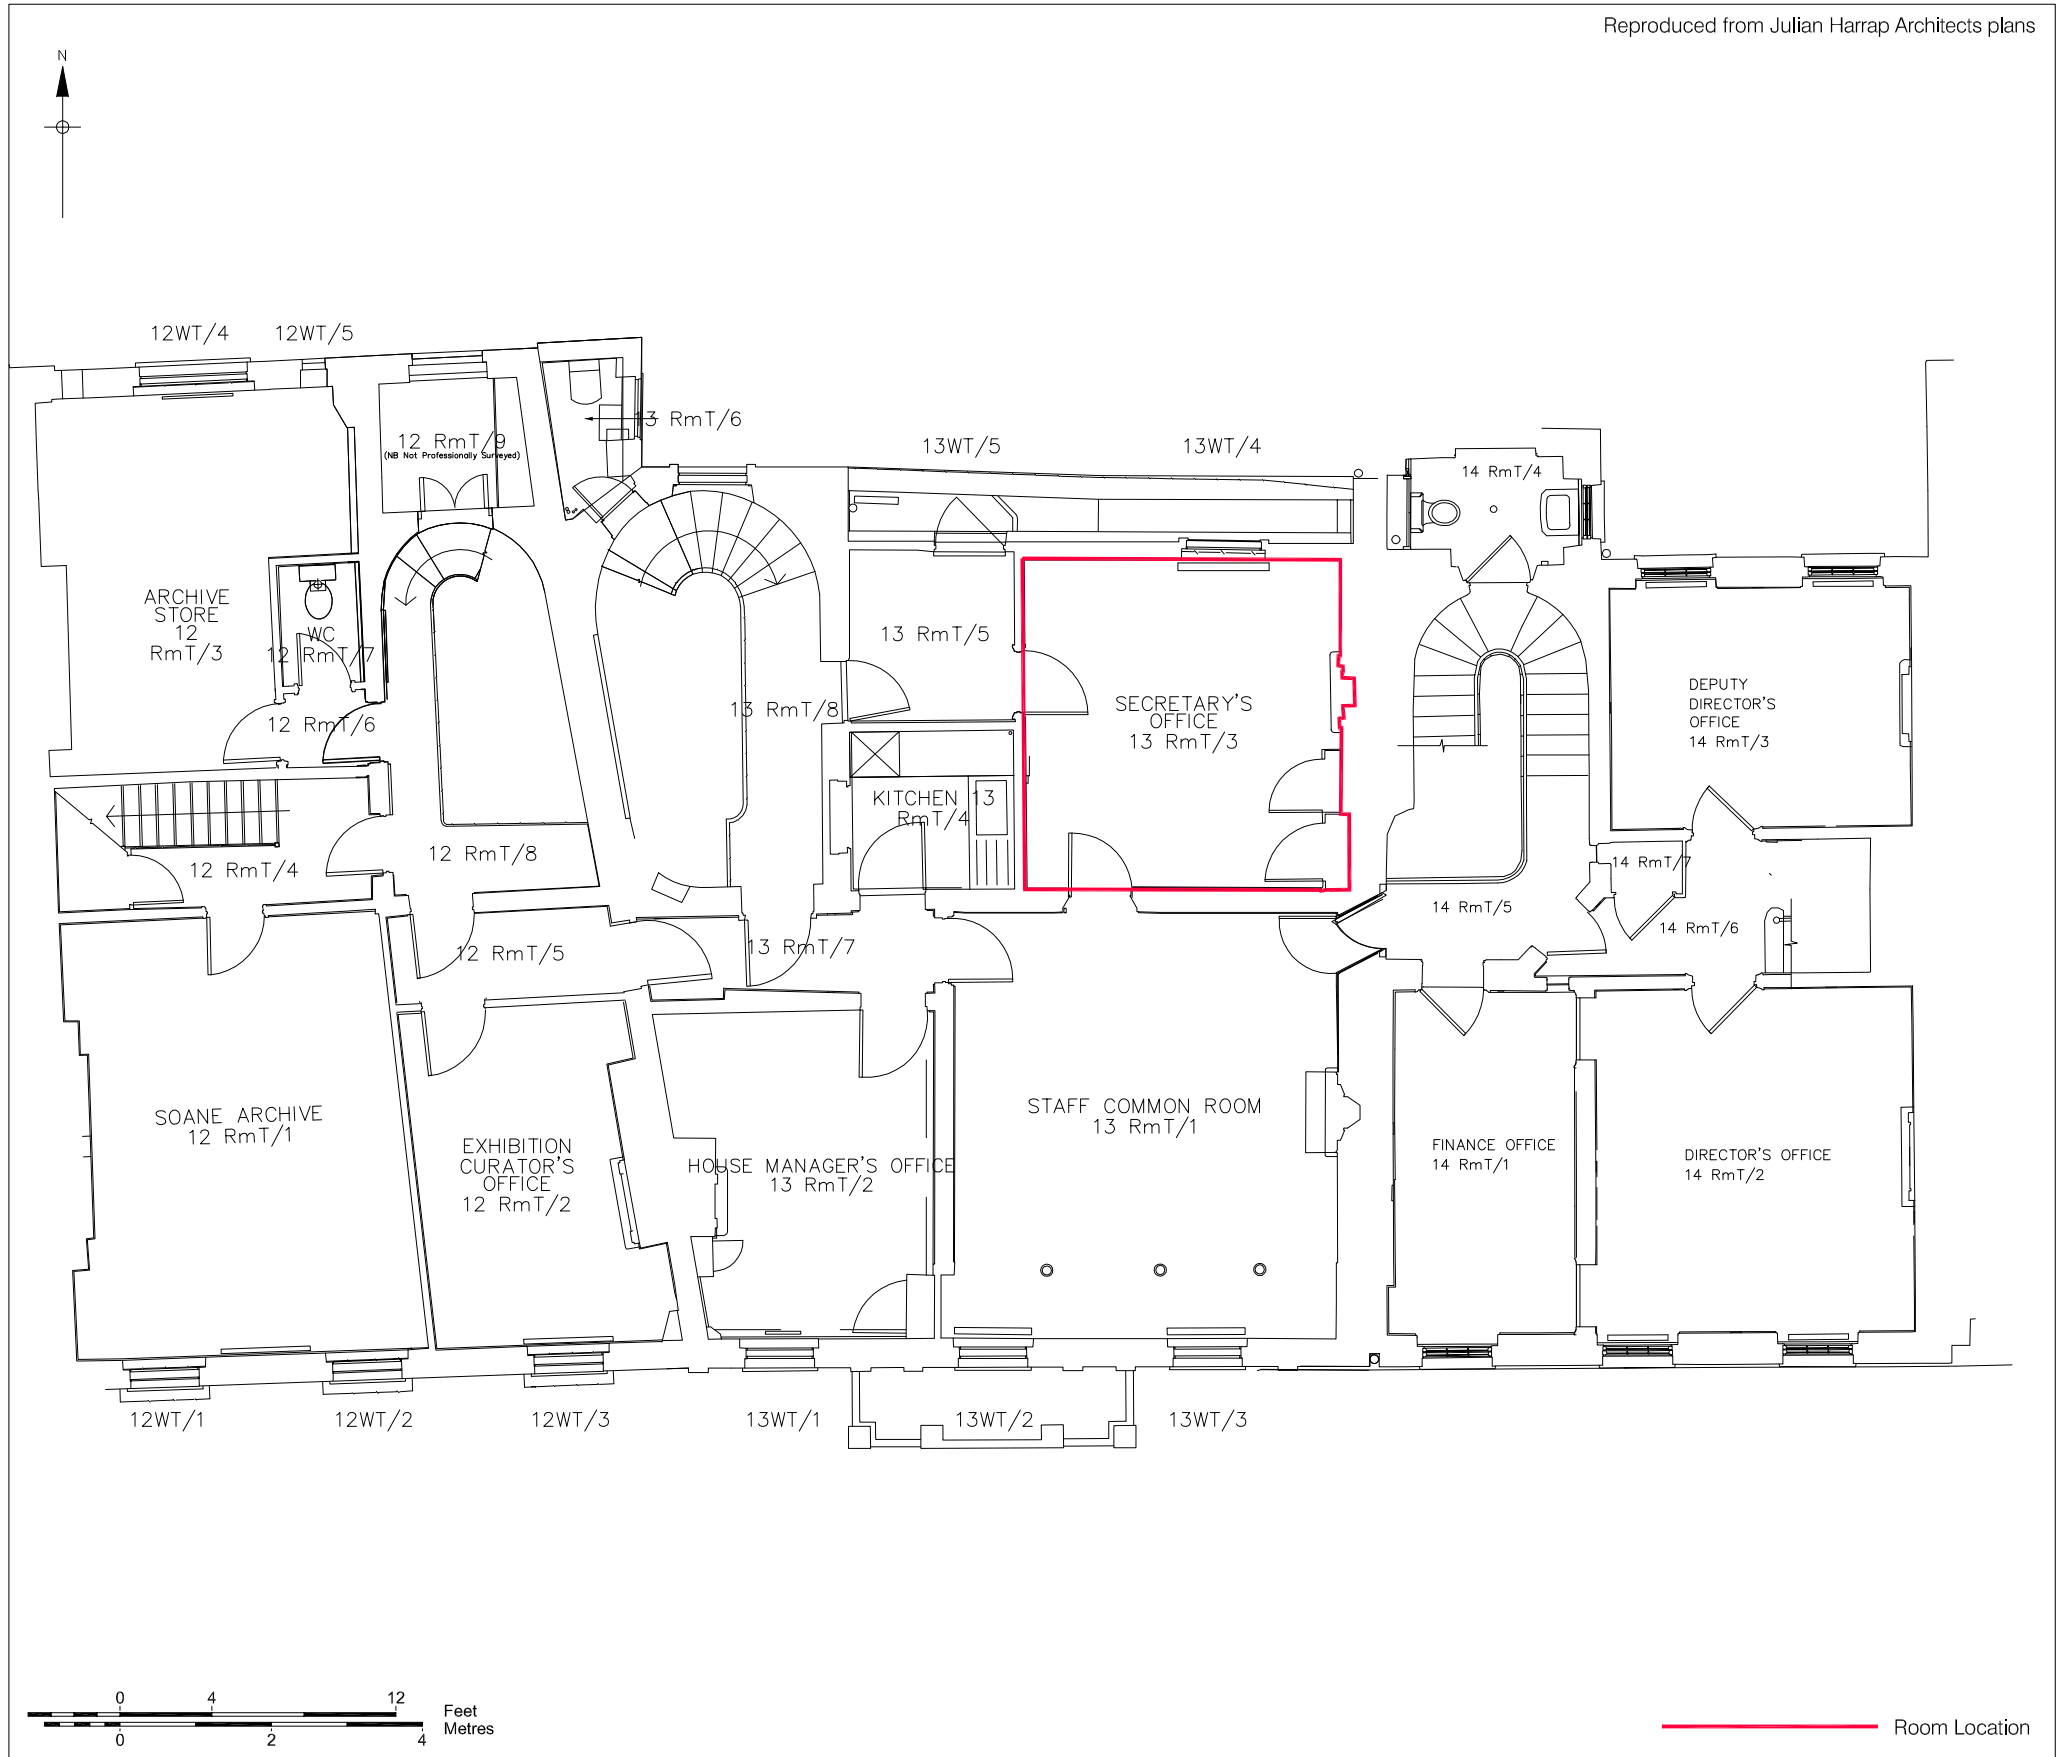 Reproduced from Julian Harrap Architects plans
N
12WT/4
12WT/5
13 RmT/6
12 RmT/9
(NB Not Professionally Surveyed)
13WT/5
13WT/4
14 RmT/4
ARCHIVE
STORE
12
RmT/3
WC
12 RmT/7
12 RmT/6
13 RmT/5
13 RmT/8
SECRETARY'S
OFFICE
13 RmT/3
DEPUTY
DIRECTOR'S
OFFICE
14 RmT/3
KITCHEN 13
RmT/4
12 RmT/4
12 RmT/8
14 RmT/7
14 RmT/5
14 RmT/6
12 RmT/5
13 RmT/7
SOANE ARCHIVE
12 RmT/1
EXHIBITION
CURATOR'S
OFFICE
12 RmT/2
HOUSE MANAGER'S OFFICE
13 RmT/2
STAFF COMMON ROOM
13 RmT/1
FINANCE OFFICE
14 RmT/1
DIRECTOR'S OFFICE
14 RmT/2
12WT/1
12WT/2
12WT/3
13WT/1
13WT/2
13WT/3
0 4 12
Feet
Metres
0 2 4
Room Location